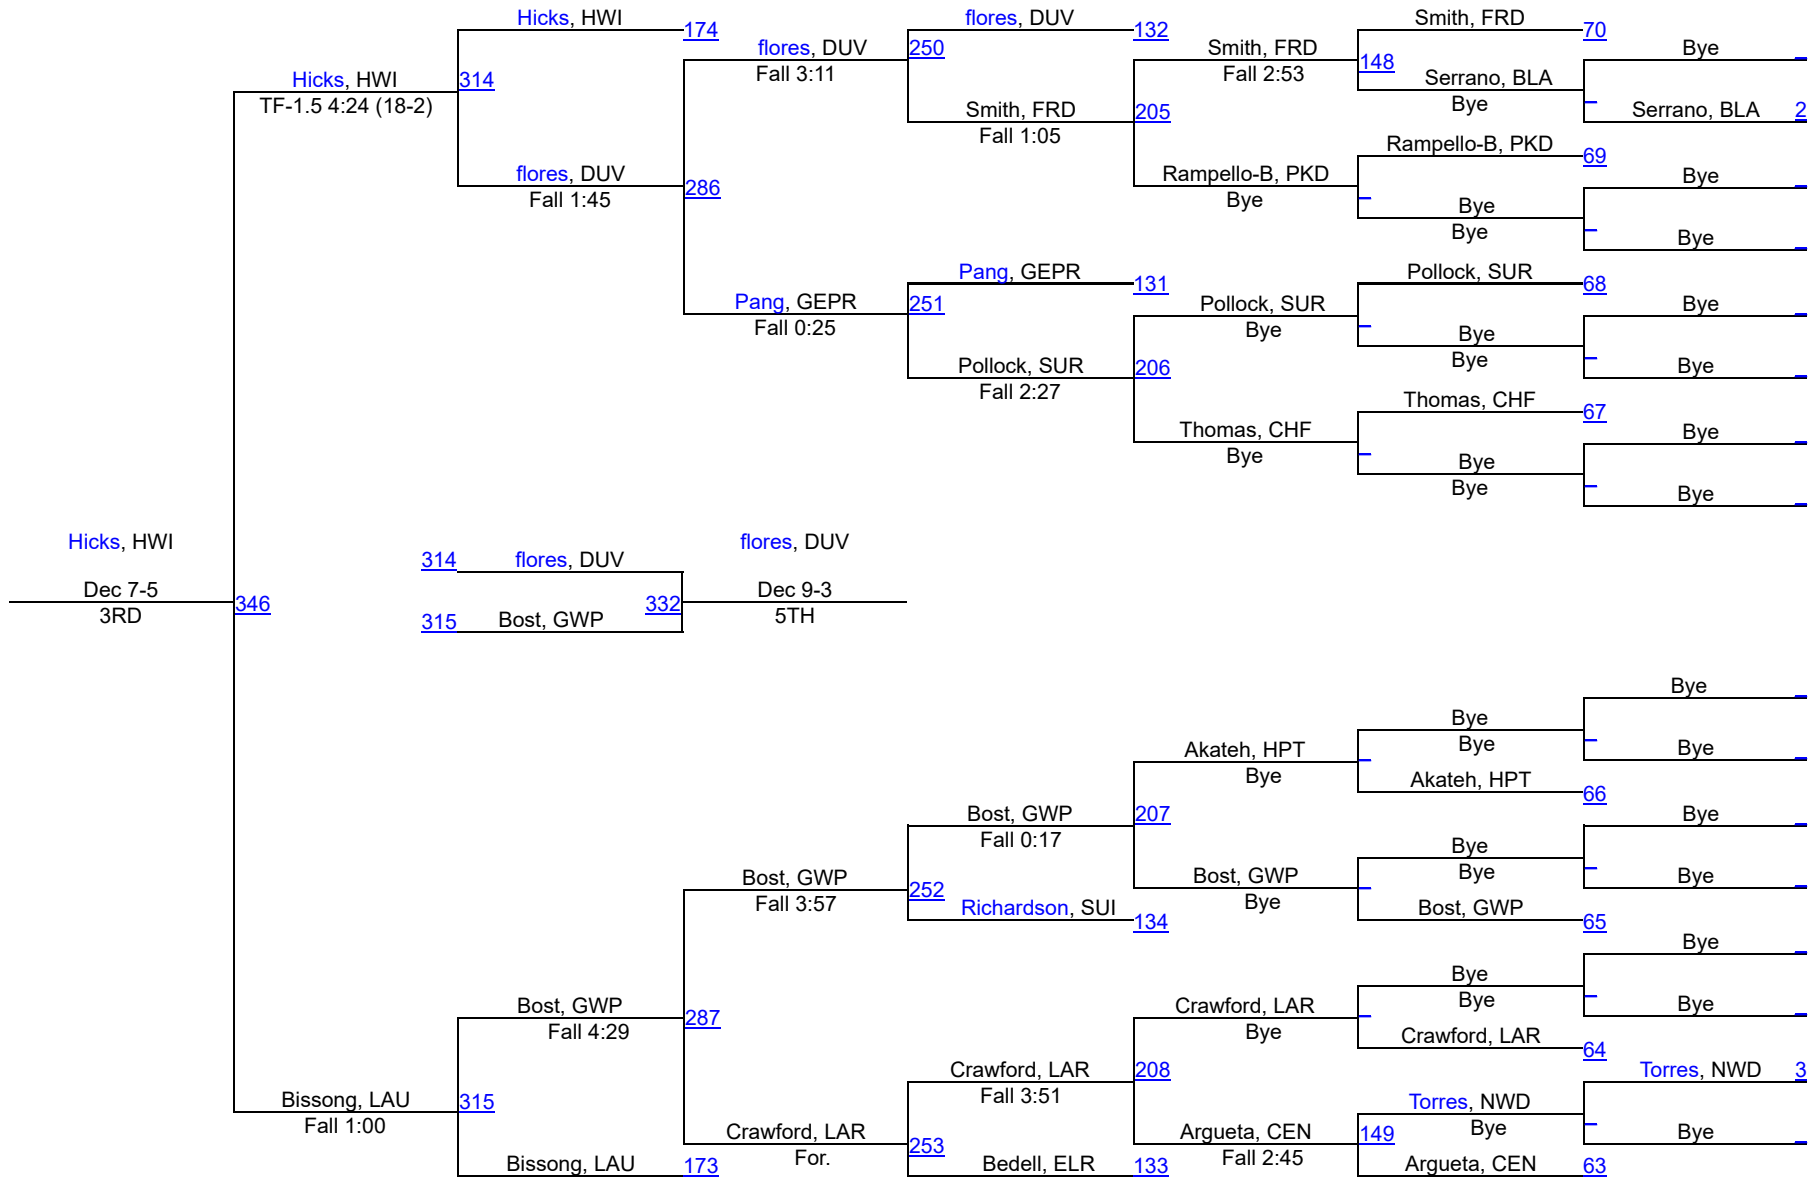 Hicks, HWI
174
flores, DUV
132
Smith, FRD
70
flores, DUV
250
Fall 3:11
Smith, FRD
Fall 2:53
148
Bye
Hicks, HWI
314
TF-1.5 4:24 (18-2)
Serrano, BLA
Bye
Smith, FRD
205
Fall 1:05
Serrano, BLA 2
Rampello-B, PKD
69
flores, DUV
286
Fall 1:45
Rampello-B, PKD
Bye
Bye
Bye
Bye
Bye
Pang, GEPR
131
Pollock, SUR
68
Pang, GEPR
251
Fall 0:25
Pollock, SUR
Bye
Bye
Bye
Bye
Pollock, SUR
206
Fall 2:27
Bye
Thomas, CHF
67
Thomas, CHF
Bye
Bye
Bye
Bye
Bye
Hicks, HWI
Dec 7-5
3RD
346
314
flores, DUV
315
Bost, GWP
332
flores, DUV
Dec 9-3
5TH
Bye
Bye
Bye
Bye
Akateh, HPT
Bye
Akateh, HPT
66
Bost, GWP
207
Fall 0:17
Bye
Bye
Bye
Bye
Bost, GWP
252
Fall 3:57
Bost, GWP
Bye
Richardson, SUI
134
Bost, GWP
65
Bye
Bye
Bye
Bye
Bost, GWP
287
Fall 4:29
Crawford, LAR
Bye
Crawford, LAR
64
Crawford, LAR
208
Fall 3:51
Torres, NWD 3
Bissong, LAU
315
Fall 1:00
Torres, NWD
Bye
Bye
Crawford, LAR
253
For.
Argueta, CEN
149
Fall 2:45
Bissong, LAU
173
Bedell, ELR
133
Argueta, CEN
63